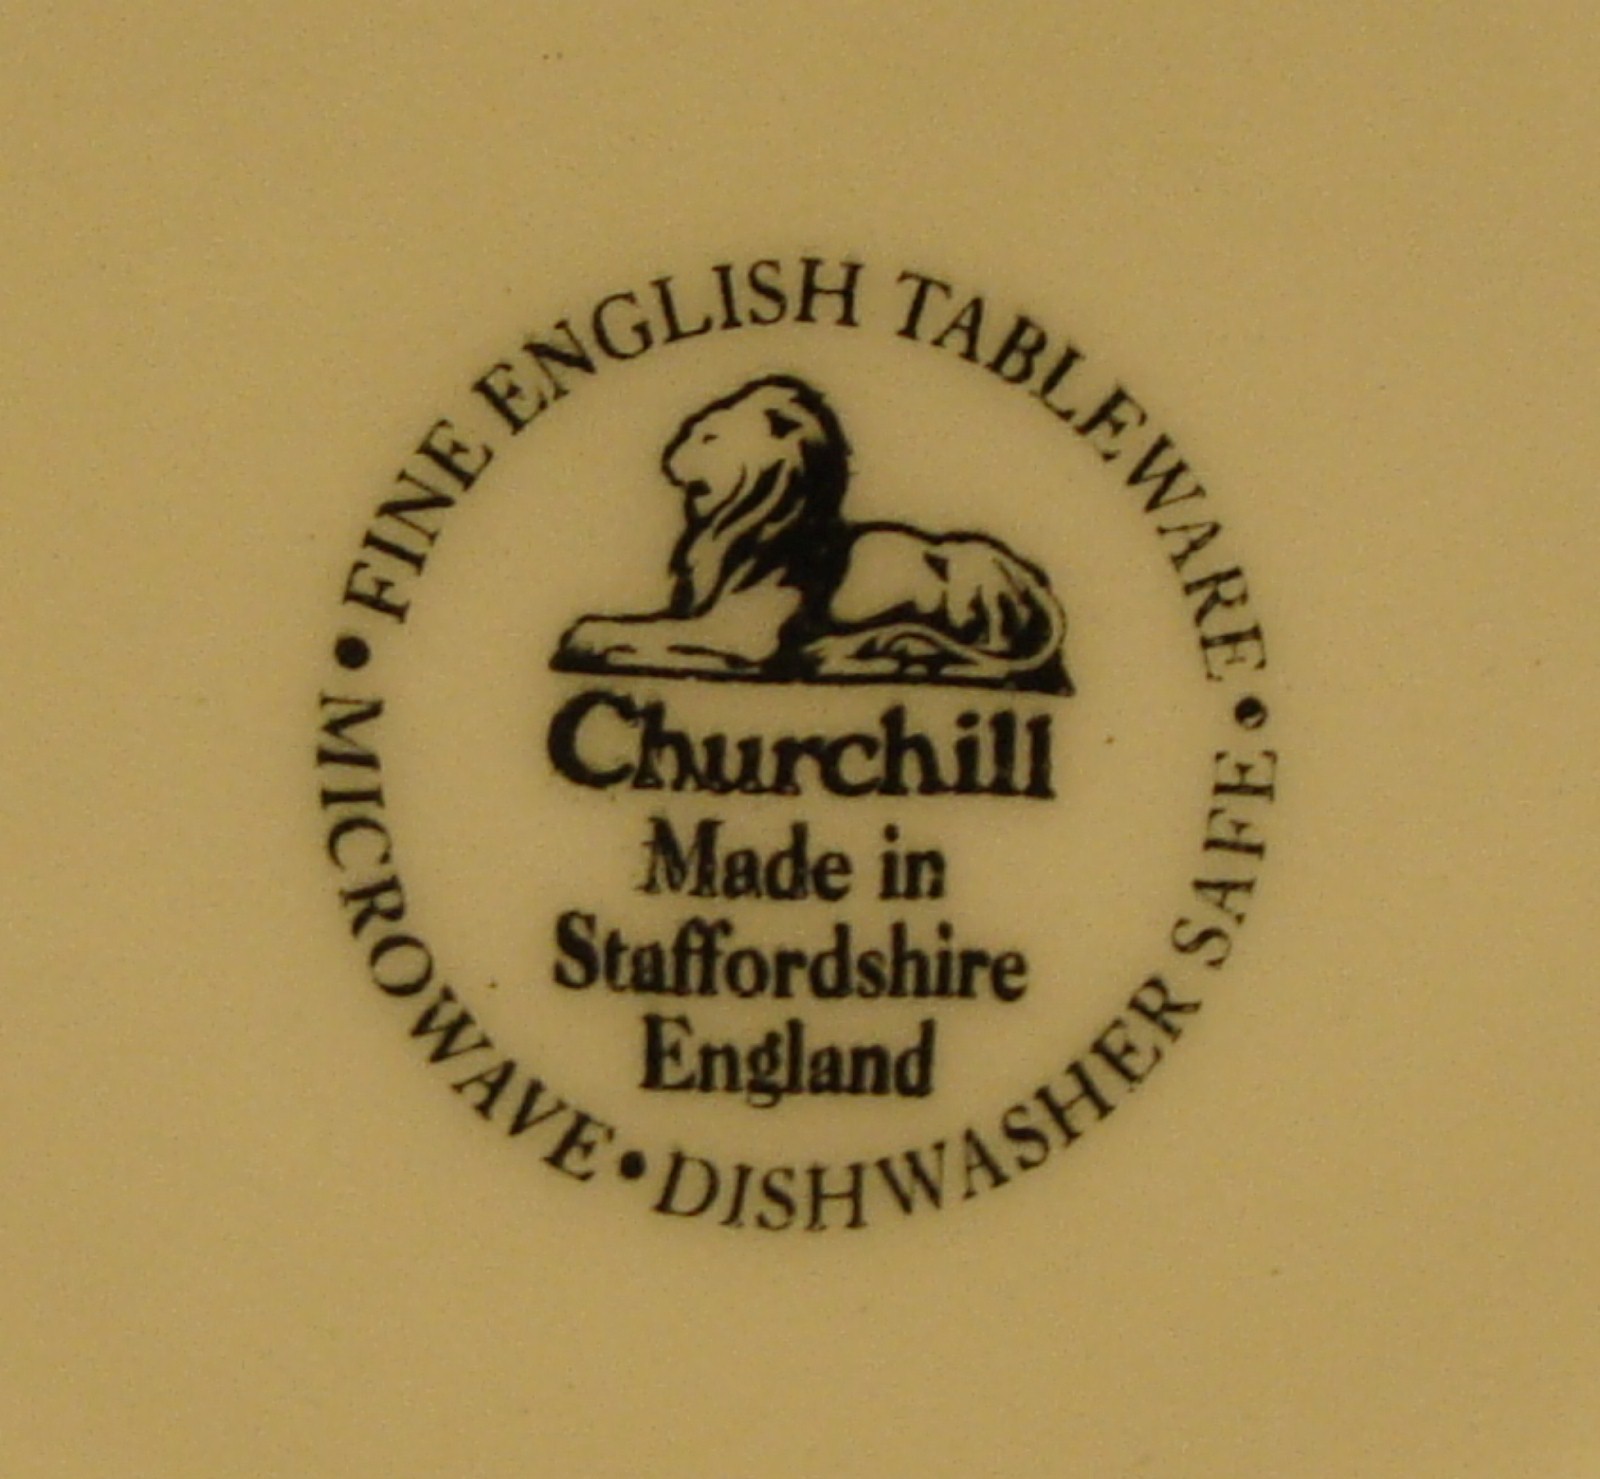 • FINE ENGLISH TABLEWARE •
MICROWAVE • DISHWASHER SAFE
Churchill
Made in
Staffordshire
England